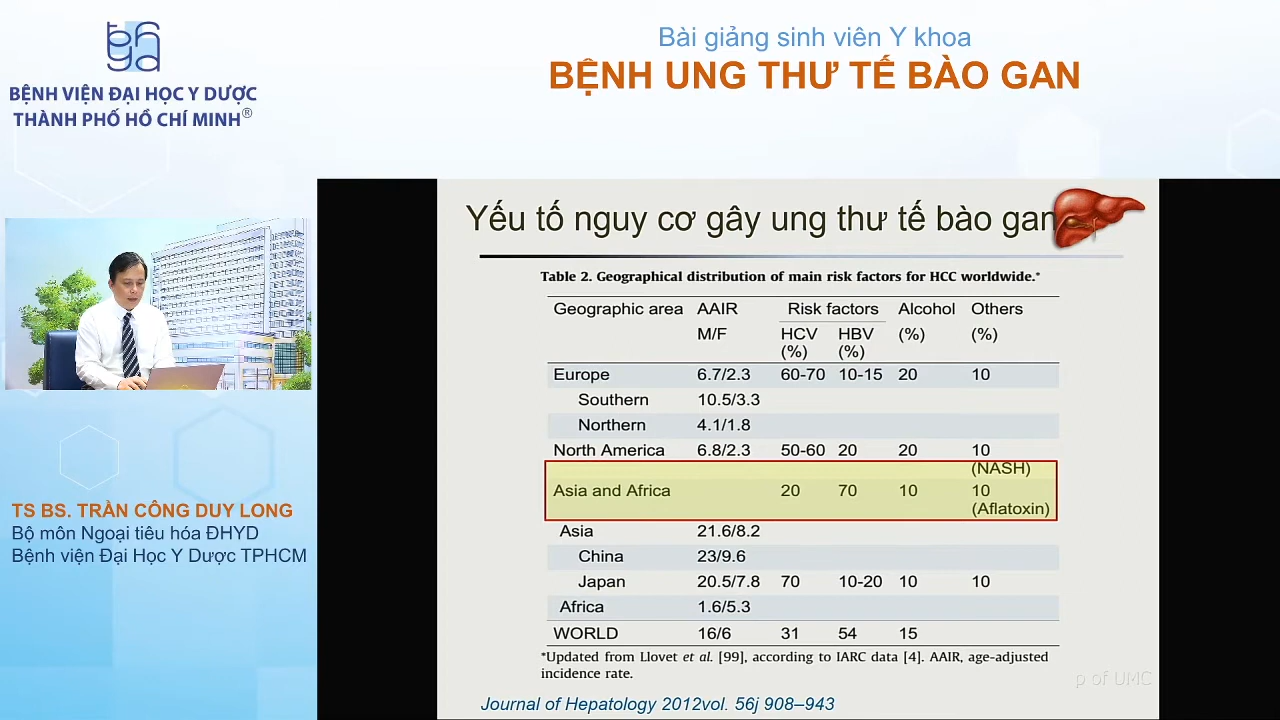 Bài giảng sinh viên Y khoa
BỆNH UNG THƯ TẾ BÀO GAN
BỆNH VIỆN ĐẠI HỌC Y DƯỢC
THÀNH PHỐ HỒ CHÍ MINH®
TS BS. TRẦN CÔNG DUY LONG
Bộ môn Ngoại tiêu hóa ĐHYD
Bệnh viện Đại Học Y Dược TPHCM
Yếu tố nguy cơ gây ung thư tế bào gan
Table 2. Geographical distribution of main risk factors for HCC worldwide.*
Geographic area AAIR Risk factors Alcohol Others
M/F HCV HBV (%) (%)
(%) (%)
Europe 6.7/2.3 60-70 10-15 20 10
Southern 10.5/3.3
Northern 4.1/1.8
North America 6.8/2.3 50-60 20 20 10
(NASH)
Asia and Africa 20 70 10 10
(Aflatoxin)
Asia 21.6/8.2
China 23/9.6
Japan 20.5/7.8 70 10-20 10 10
Africa 1.6/5.3
WORLD 16/6 31 54 15
*Updated from Llovet et al. [99], according to IARC data [4]. AAIR, age-adjusted
incidence rate.
p of UMC
Journal of Hepatology 2012vol. 56j 908–943